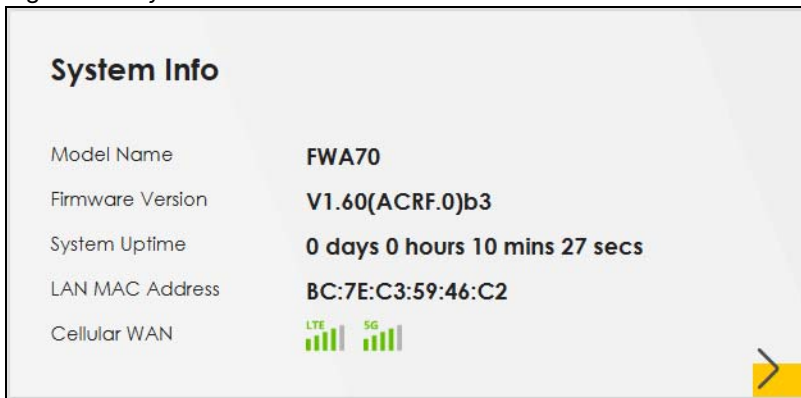 System Info
Model Name FWA70
Firmware Version V1.60(ACRF.0)b3
System Uptime 0 days 0 hours 10 mins 27 secs
LAN MAC Address BC:7E:C3:59:46:C2
Cellular WAN LTE 5G